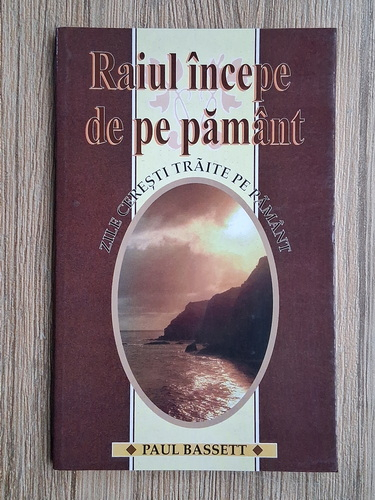 Raiul începe
de pe pământ
ZILE CEREȘTI TRĂITE PE PĂMÂNT
PAUL BASSETT